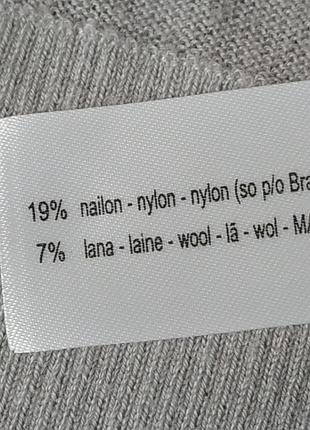 19% nailon - nylon - nylon (so p/o Bra
7% lana - laine - wool - lã - wol - MA